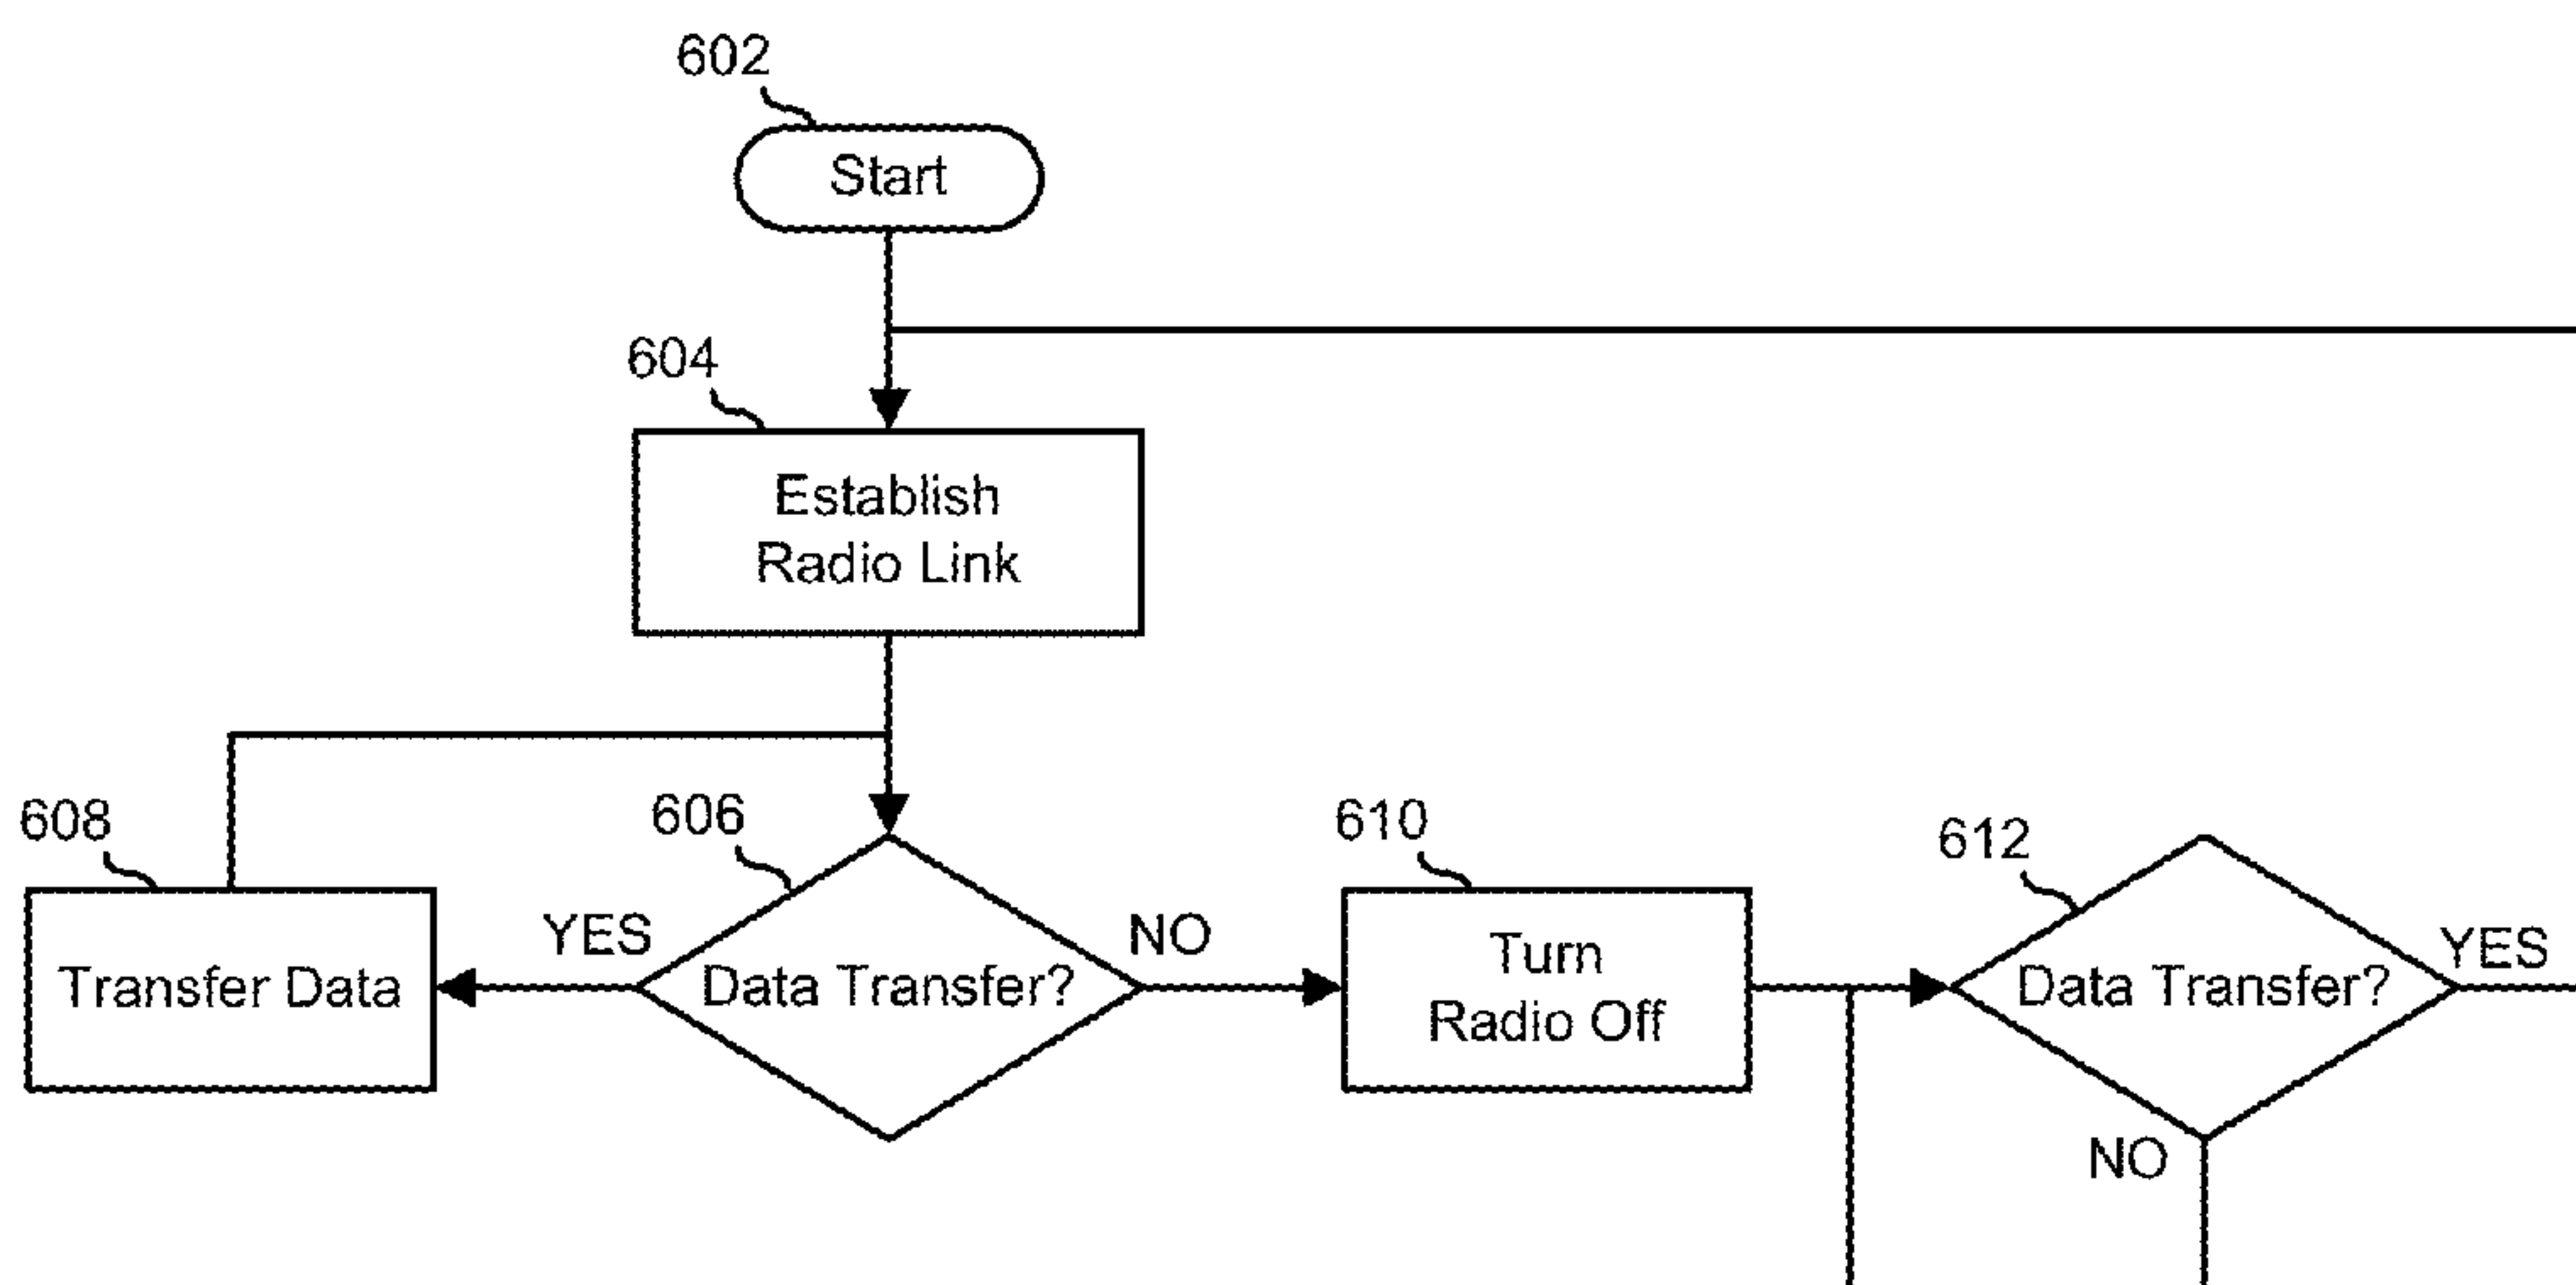 602
Start
604
Establish
Radio Link
608
606
610
612
YES
NO
YES
Transfer Data
Data Transfer?
Turn
Radio Off
Data Transfer?
NO